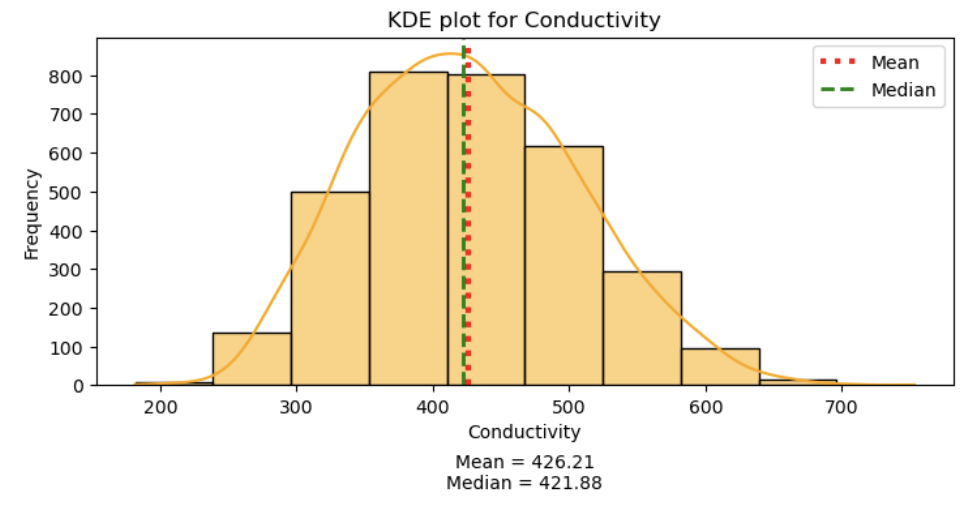 KDE plot for Conductivity
Mean
Median
Frequency
800
700
600
500
400
300
200
100
0
200 300 400 500 600 700
Conductivity
Mean = 426.21
Median = 421.88